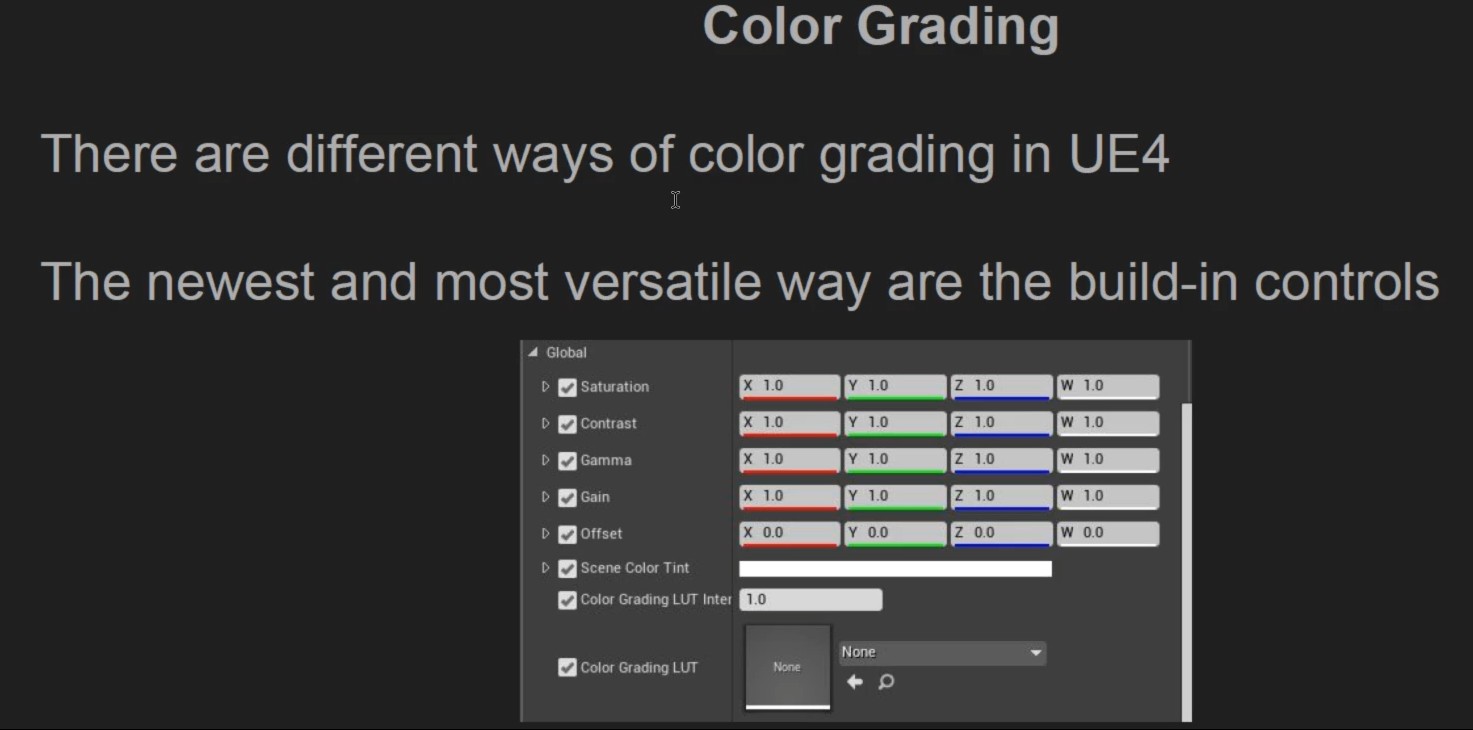 Color Grading
There are different ways of color grading in UE4
The newest and most versatile way are the build-in controls
Global
Saturation X 1.0 Y 1.0 Z 1.0 W 1.0
Contrast X 1.0 Y 1.0 Z 1.0 W 1.0
Gamma X 1.0 Y 1.0 Z 1.0 W 1.0
Gain X 1.0 Y 1.0 Z 1.0 W 1.0
Offset X 0.0 Y 0.0 Z 0.0 W 0.0
Scene Color Tint
Color Grading LUT Inter 1.0
None
Color Grading LUT None